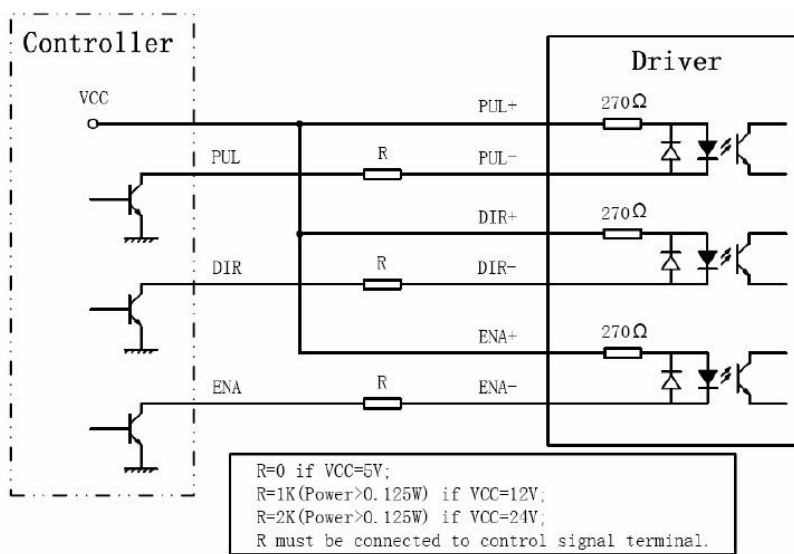 Controller
Driver
VCC
PUL+
270Ω
PUL
R
PUL-
DIR+
270Ω
DIR
R
DIR-
ENA+
270Ω
ENA
R
ENA-
R=0 if VCC=5V;
R=1K(Power>0.125W) if VCC=12V;
R=2K(Power>0.125W) if VCC=24V;
R must be connected to control signal terminal.